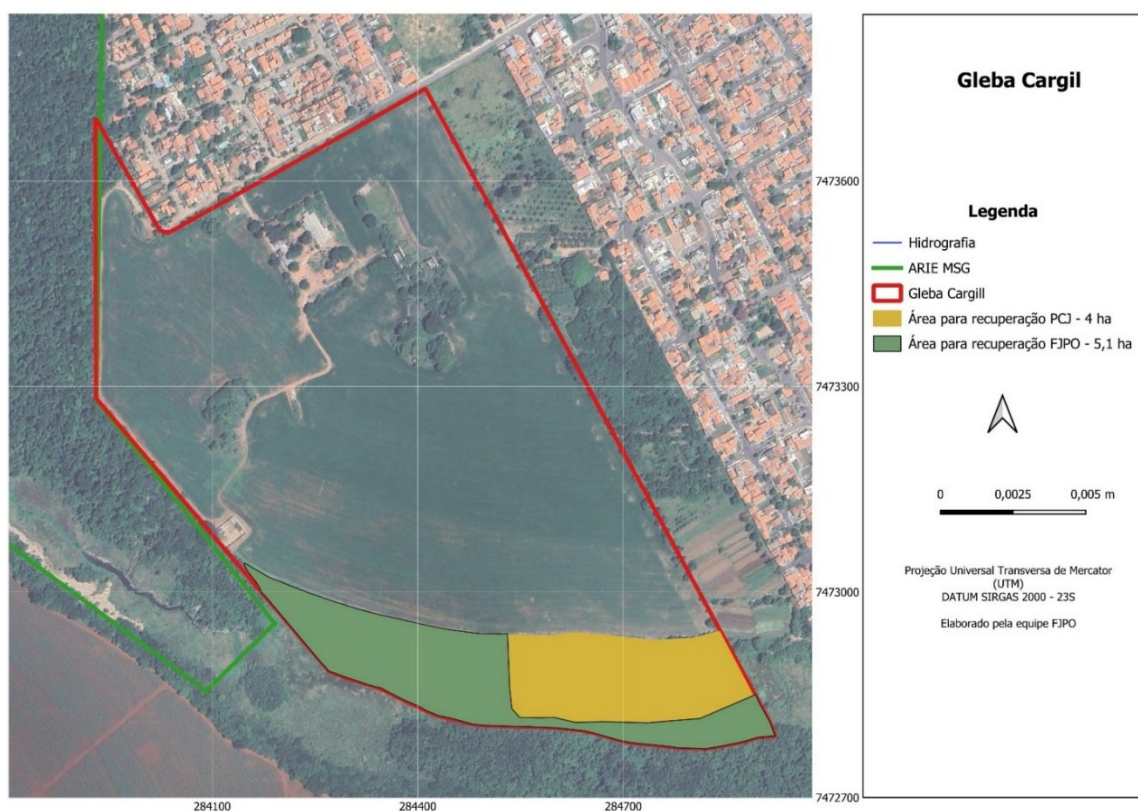 Gleba Cargil
Legenda
Hidrografia
ARIE MSG
Gleba Cargill
Área para recuperação PCJ - 4 ha
Área para recuperação FJPO - 5,1 ha
0 0,0025 0,005 m
Projeção Universal Transversa de Mercator
(UTM)
DATUM SIRGAS 2000 - 23S
Elaborado pela equipe FJPO
7473600
7473300
7473000
7472700
284100 284400 284700